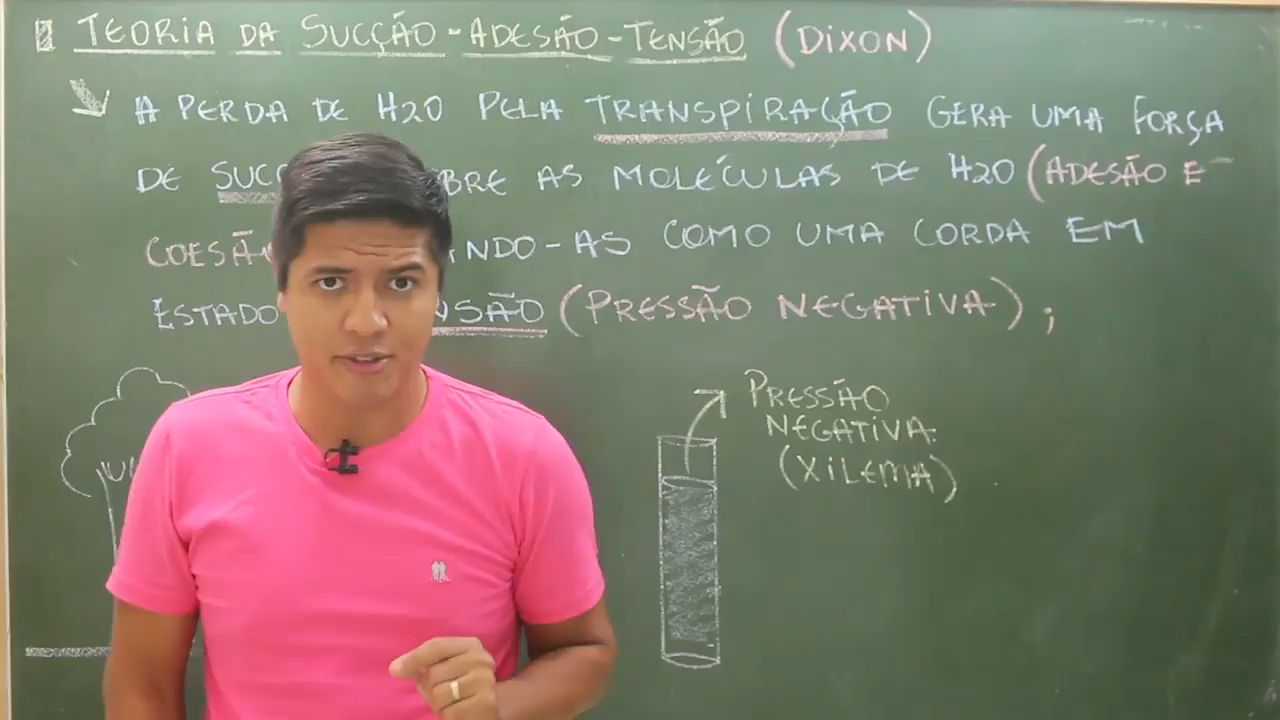 TEORIA DA SUCÇÃO-ADESÃO-TENSÃO (DIXON)
A PERDA DE H2O PELA TRANSPIRAÇÃO GERA UMA FORÇA
DE SUC BRE AS MOLÉCULAS DE H2O (ADESÃO E
COESÃ NDO-AS COMO UMA CORDA EM
ESTADO NSÃO (PRESSÃO NEGATIVA);
PRESSÃO
NEGATIVA.
(XILEMA)